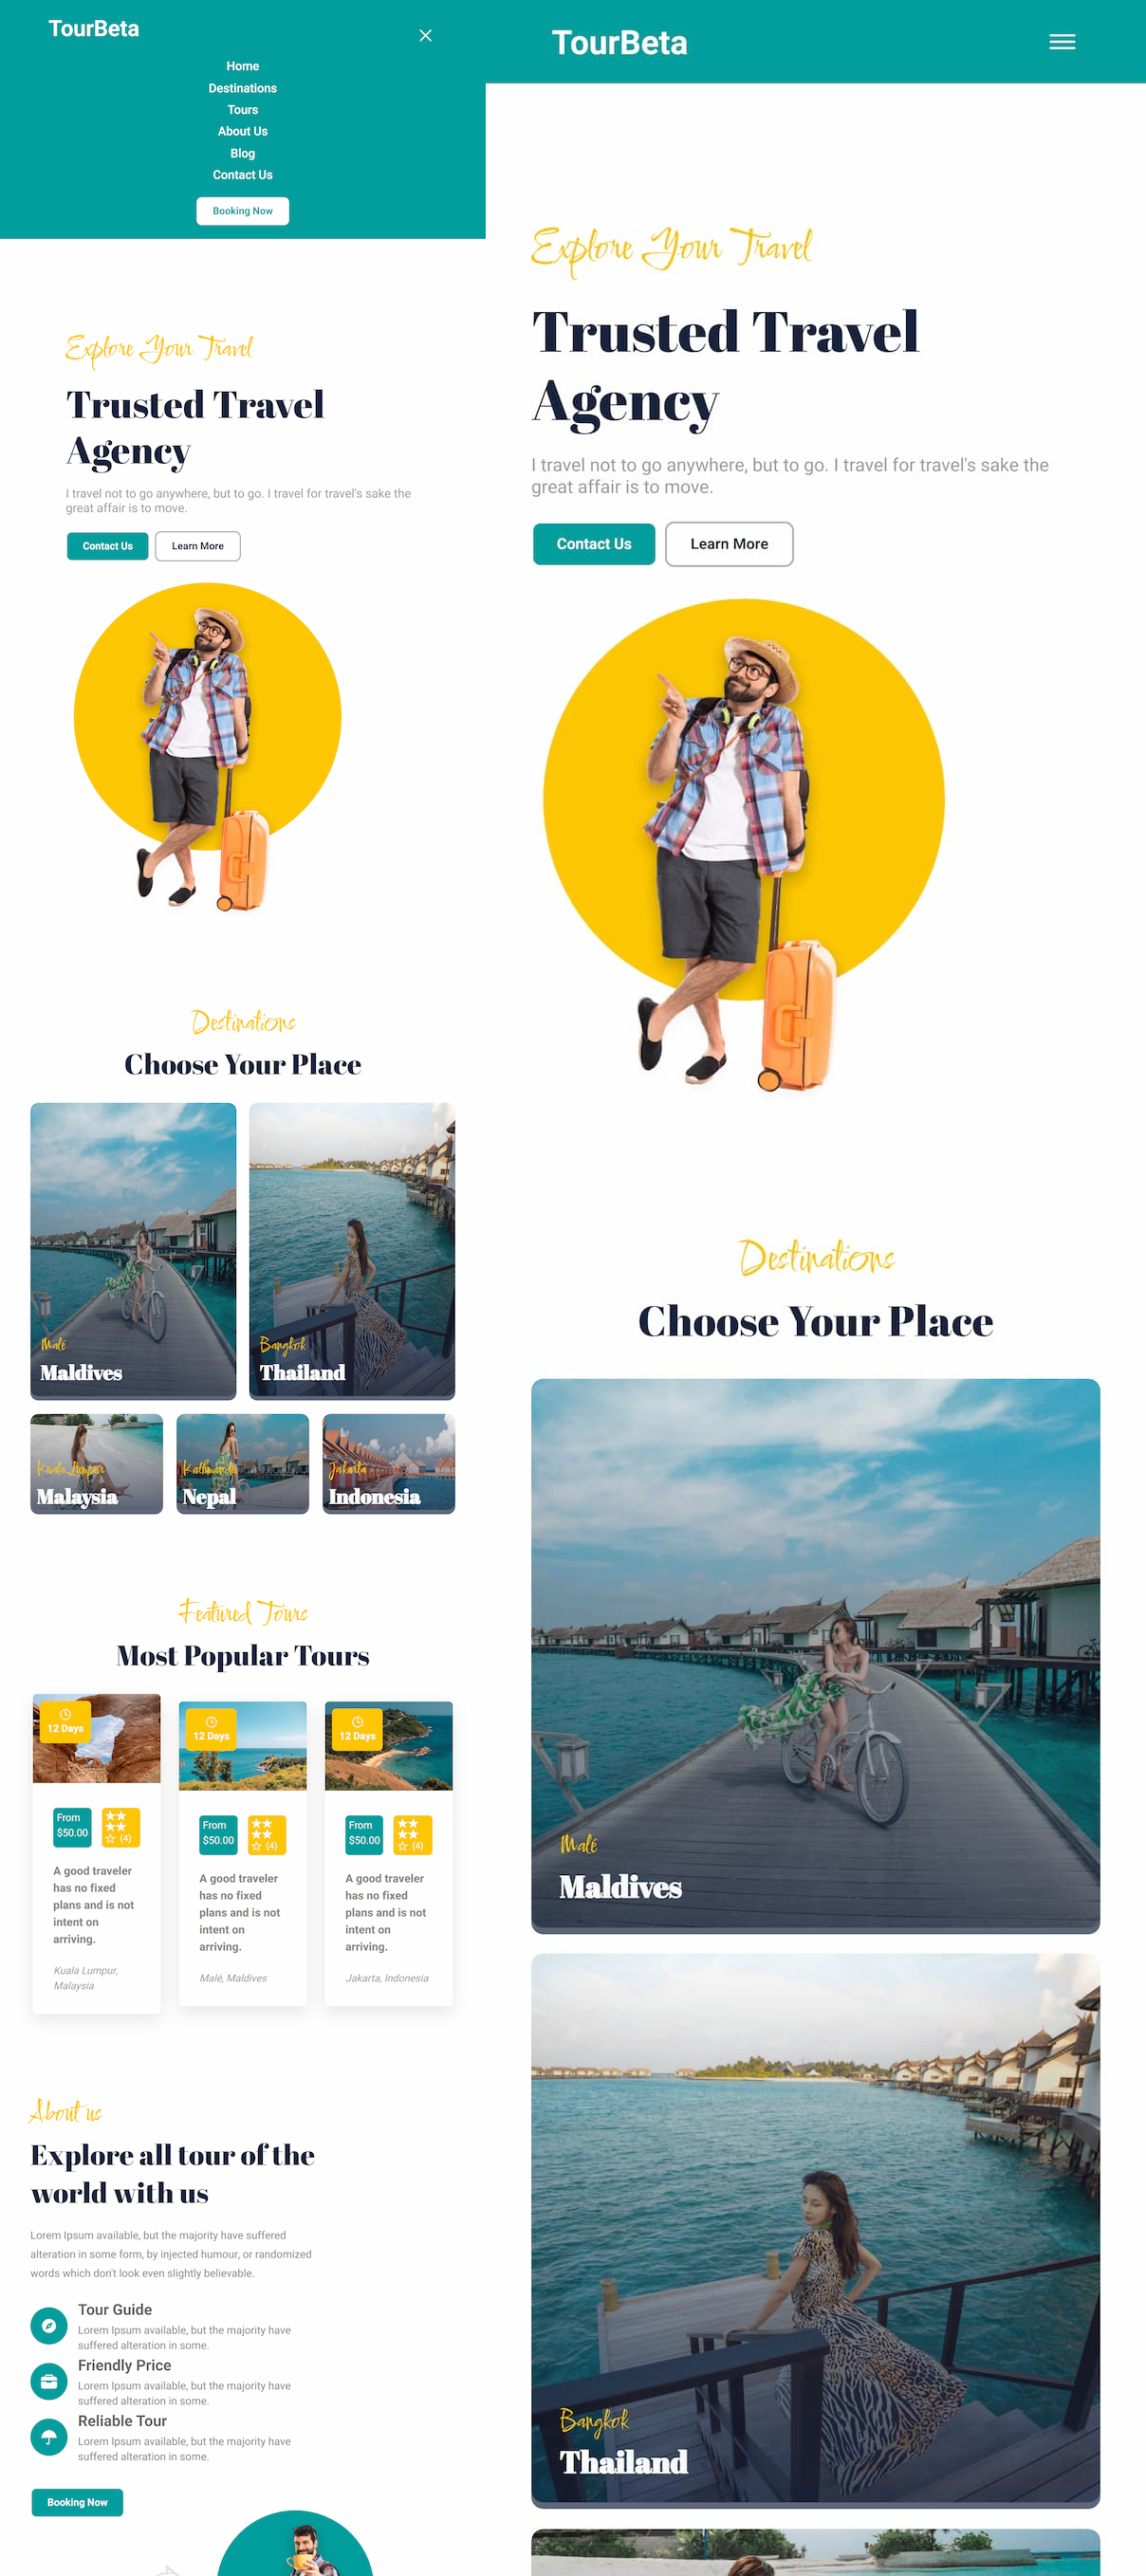 TourBeta
Home
Destinations
Tours
About Us
Blog
Contact Us
Booking Now
Explore Your Travel
Trusted Travel
Agency
I travel not to go anywhere, but to go. I travel for travel's sake the
great affair is to move.
Contact Us
Learn More
Destinations
Choose Your Place
Malé
Maldives
Bangkok
Thailand
Kuala Lumpur
Malaysia
Kathmandu
Nepal
Jakarta
Indonesia
Featured Tours
Most Popular Tours
12 Days
From
$50.00
(4)
A good traveler
has no fixed
plans and is not
intent on
arriving.
Kuala Lumpur,
Malaysia
12 Days
From
$50.00
(4)
A good traveler
has no fixed
plans and is not
intent on
arriving.
Malé, Maldives
12 Days
From
$50.00
(4)
A good traveler
has no fixed
plans and is not
intent on
arriving.
Jakarta, Indonesia
About us
Explore all tour of the
world with us
Lorem Ipsum available, but the majority have suffered
alteration in some form, by injected humour, or randomized
words which don't look even slightly believable.
Tour Guide
Lorem Ipsum available, but the majority have
suffered alteration in some.
Friendly Price
Lorem Ipsum available, but the majority have
suffered alteration in some.
Reliable Tour
Lorem Ipsum available, but the majority have
suffered alteration in some.
Booking Now
TourBeta
Explore Your Travel
Trusted Travel
Agency
I travel not to go anywhere, but to go. I travel for travel's sake the
great affair is to move.
Contact Us
Learn More
Destinations
Choose Your Place
Malé
Maldives
Bangkok
Thailand